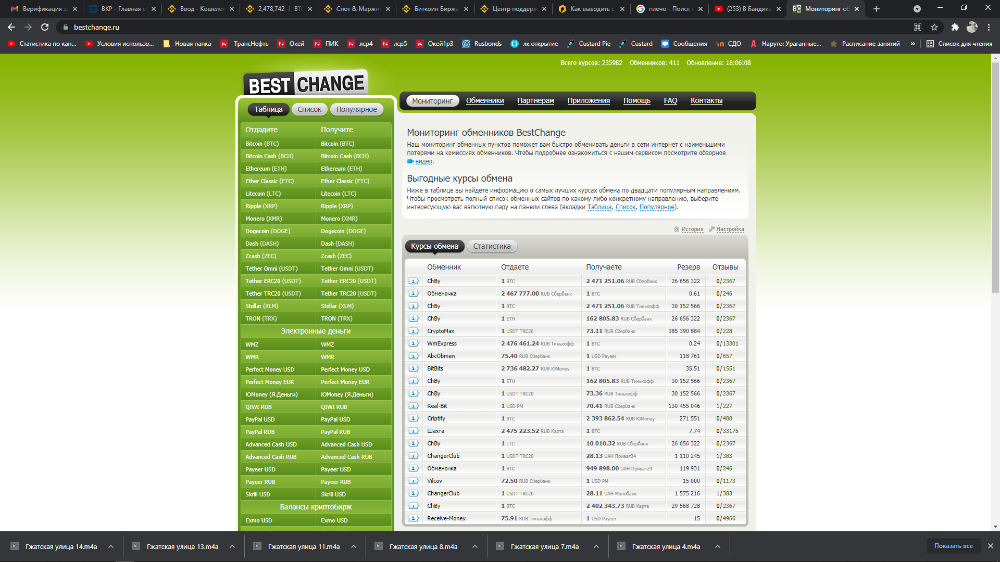 Верификация эл
ВКР - Главная ст
Ввод - Кошелек
2,478,742 | BTC
Спот & Маржин
Биткоин Биржа
Центр поддерж
Как выводить с
плечо - Поиск в
(253) В Бандика
Мониторинг об
bestchange.ru
Статистика по кан...
Условия использо...
Новая папка
ТрансНефть
Окей
ПИК
лср4
лср5
Окей1р3
Rusbonds
лк открытие
Custard Pie
Custard
Сообщения
СДО
Наруто: Ураганные...
Расписание занятий
»
Список для чтения
Всего курсов: 235982 Обменников: 411 Обновление: 18:06:08
BEST CHANGE
Мониторинг Обменники Партнерам Приложения Помощь FAQ Контакты
Таблица Список Популярное
Отдадите Получите
Bitcoin (BTC) Bitcoin (BTC)
Bitcoin Cash (BCH) Bitcoin Cash (BCH)
Ethereum (ETH) Ethereum (ETH)
Ether Classic (ETC) Ether Classic (ETC)
Litecoin (LTC) Litecoin (LTC)
Ripple (XRP) Ripple (XRP)
Monero (XMR) Monero (XMR)
Dogecoin (DOGE) Dogecoin (DOGE)
Dash (DASH) Dash (DASH)
Zcash (ZEC) Zcash (ZEC)
Tether Omni (USDT) Tether Omni (USDT)
Tether ERC20 (USDT) Tether ERC20 (USDT)
Tether TRC20 (USDT) Tether TRC20 (USDT)
Stellar (XLM) Stellar (XLM)
TRON (TRX) TRON (TRX)
Электронные деньги
WMZ WMZ
WMR WMR
Perfect Money USD Perfect Money USD
Perfect Money EUR Perfect Money EUR
ЮMoney (Я.Деньги) ЮMoney (Я.Деньги)
QIWI RUB QIWI RUB
PayPal USD PayPal USD
PayPal RUB PayPal RUB
Advanced Cash USD Advanced Cash USD
Advanced Cash RUB Advanced Cash RUB
Payeer USD Payeer USD
Payeer RUB Payeer RUB
Skrill USD Skrill USD
Балансы криптобирж
Exmo USD Exmo USD
Мониторинг обменников BestChange
Наш мониторинг обменных пунктов поможет вам быстро обменивать деньги в сети интернет с наименьшими
потерями на комиссиях обменников. Чтобы подробнее ознакомиться с нашим сервисом посмотрите обзорное
видео.
Выгодные курсы обмена
Ниже в таблице вы найдете информацию о самых лучших курсах обмена по двадцати популярным направлениям.
Чтобы просмотреть полный список обменных сайтов по какому-либо конкретному направлению, выберите
интересующую вас валютную пару на панели слева (вкладки Таблица, Список, Популярное).
История Настройка
Курсы обмена Статистика
Обменник Отдаете Получаете Резерв Отзывы
ChBy 1 BTC 2 471 251.06 RUB Сбербанк 26 656 322 0/2367
Обменочка 2 467 777.00 RUB Сбербанк 1 BTC 0.61 0/246
ChBy 1 BTC 2 471 251.06 RUB Тинькофф 30 152 566 0/2367
ChBy 1 ETH 162 805.83 RUB Сбербанк 26 656 322 0/2367
CryptoMax 1 USDT TRC20 73.11 RUB Сбербанк 385 390 884 0/228
WmExpress 2 476 461.24 RUB Тинькофф 1 BTC 0.24 0/13301
AbcObmen 75.40 RUB Сбербанк 1 USD Payeer 118 761 0/657
BitBits 2 736 482.27 RUB ЮMoney 1 BTC 35.51 0/1551
ChBy 1 ETH 162 805.83 RUB Тинькофф 30 152 566 0/2367
ChBy 1 USDT TRC20 73.36 RUB Тинькофф 30 152 566 0/2367
Real-Bit 1 USD PM 70.41 RUB Сбербанк 130 455 046 1/227
Criptify 1 BTC 2 393 862.54 RUB ЮMoney 271 551 0/488
Шахта 2 475 223.52 RUB Карта 1 BTC 7.74 0/33175
ChBy 1 LTC 10 010.32 RUB Сбербанк 26 656 322 0/2367
ChangerClub 1 USDT TRC20 28.13 UAH Приват24 1 110 245 1/383
Обменочка 1 BTC 949 898.00 UAH Приват24 119 931 0/246
Vilcov 72.50 RUB Сбербанк 1 USD PM 15 000 0/1173
ChangerClub 1 USDT TRC20 28.11 UAH Монобанк 1 575 216 1/383
ChBy 1 BTC 2 402 343.73 RUB Карта 29 568 728 0/2367
Receive-Money 75.91 RUB Тинькофф 1 USD Payeer 15 0/4966
Гжатская улица 14.m4a
Гжатская улица 13.m4a
Гжатская улица 11.m4a
Гжатская улица 8.m4a
Гжатская улица 7.m4a
Гжатская улица 4.m4a
Показать все